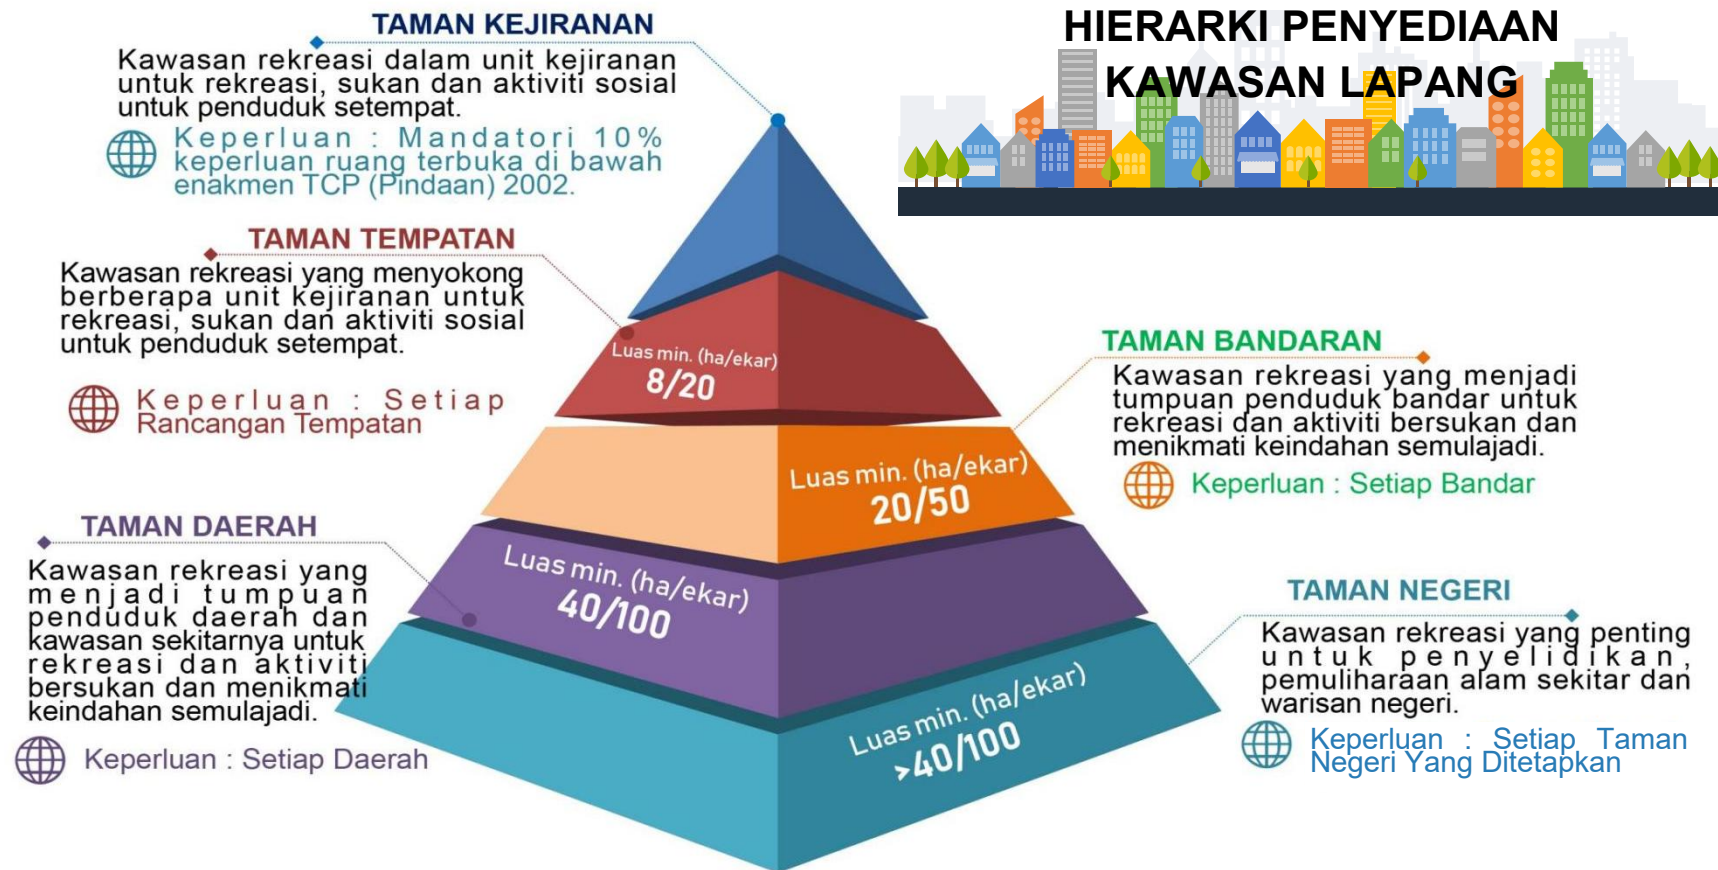 HIERARKI PENYEDIAAN
KAWASAN LAPANG
TAMAN KEJIRANAN
Kawasan rekreasi dalam unit kejiranan
untuk rekreasi, sukan dan aktiviti sosial
untuk penduduk setempat.
Keperluan : Mandatori 10%
keperluan ruang terbuka di bawah
enakmen TCP (Pindaan) 2002.
TAMAN TEMPATAN
Kawasan rekreasi yang menyokong
berberapa unit kejiranan untuk
rekreasi, sukan dan aktiviti sosial
untuk penduduk setempat.
Keperluan : Setiap
Rancangan Tempatan
Luas min. (ha/ekar)
8/20
TAMAN BANDARAN
Kawasan rekreasi yang menjadi
tumpuan penduduk bandar untuk
rekreasi dan aktiviti bersukan dan
menikmati keindahan semulajadi.
Keperluan : Setiap Bandar
Luas min. (ha/ekar)
20/50
TAMAN DAERAH
Kawasan rekreasi yang
menjadi tumpuan
penduduk daerah dan
kawasan sekitarnya untuk
rekreasi dan aktiviti
bersukan dan menikmati
keindahan semulajadi.
Keperluan : Setiap Daerah
Luas min. (ha/ekar)
40/100
TAMAN NEGERI
Kawasan rekreasi yang penting
untuk penyelidikan,
pemuliharaan alam sekitar dan
warisan negeri.
Keperluan : Setiap Taman
Negeri Yang Ditetapkan
Luas min. (ha/ekar)
>40/100